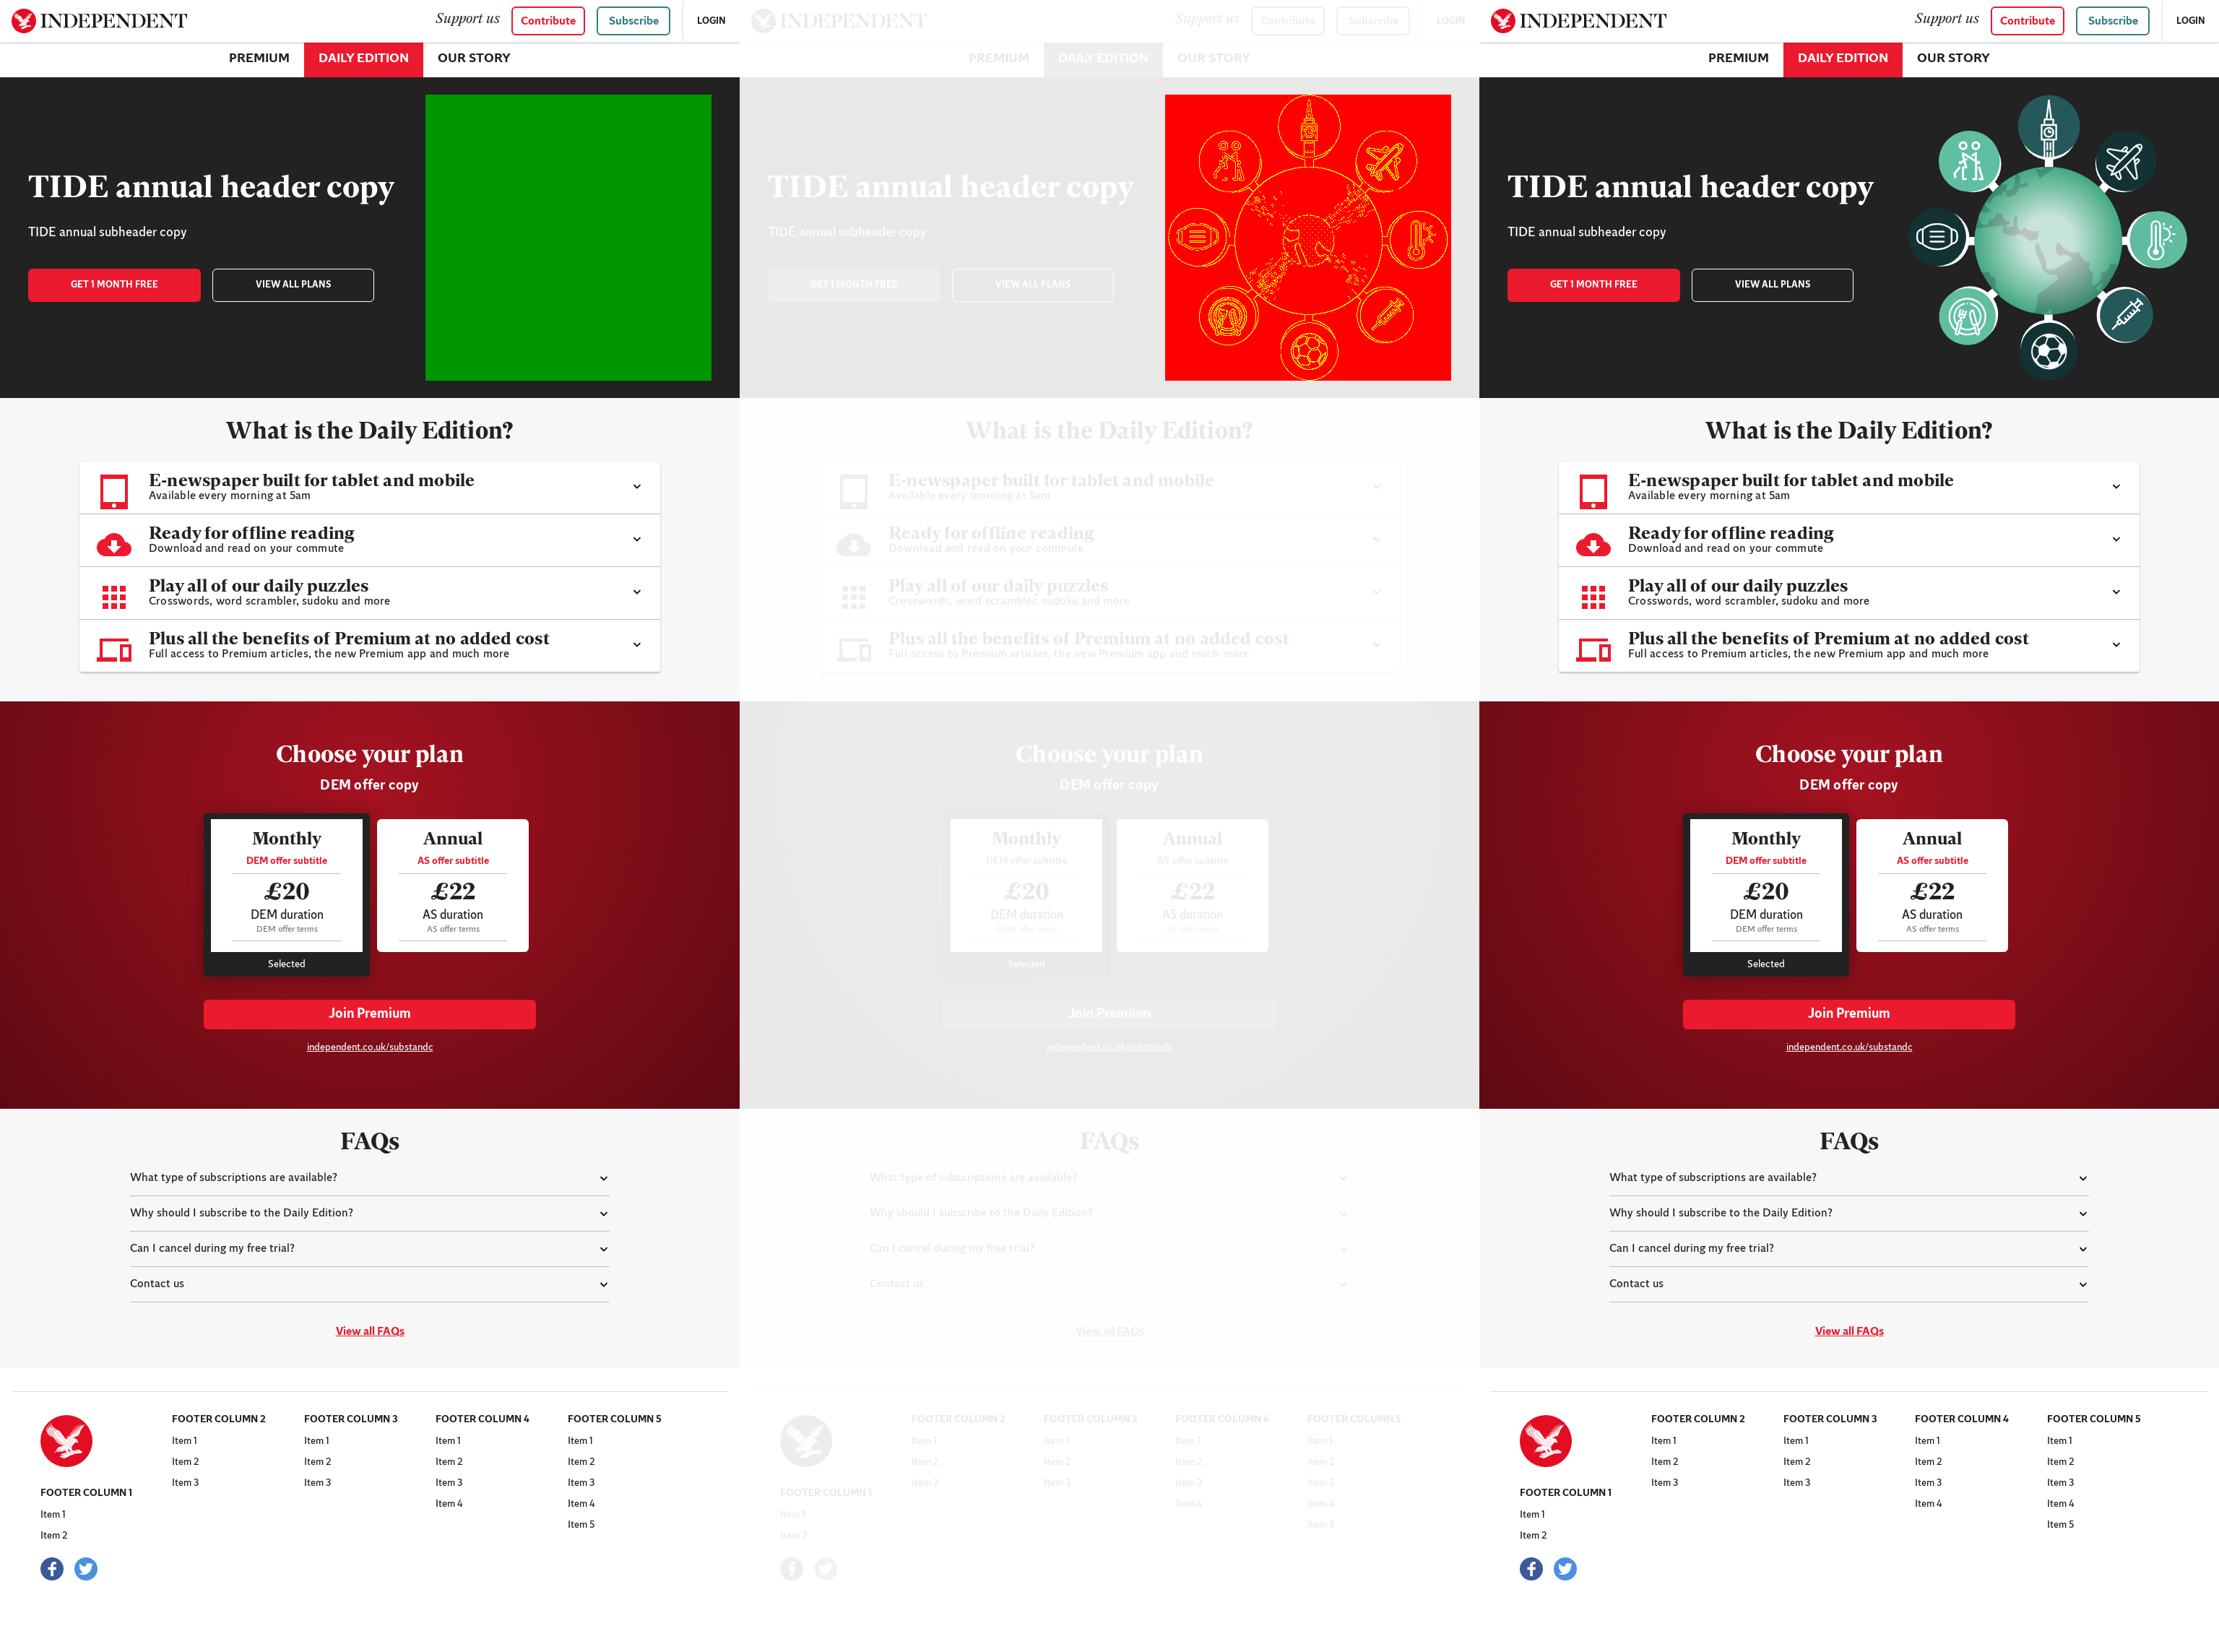 INDEPENDENT
Support us
Contribute
Subscribe
LOGIN
PREMIUM
DAILY EDITION
OUR STORY
TIDE annual header copy
TIDE annual subheader copy
GET 1 MONTH FREE
VIEW ALL PLANS
What is the Daily Edition?
E-newspaper built for tablet and mobile
Available every morning at 5am
Ready for offline reading
Download and read on your commute
Play all of our daily puzzles
Crosswords, word scrambler, sudoku and more
Plus all the benefits of Premium at no added cost
Full access to Premium articles, the new Premium app and much more
Choose your plan
DEM offer copy
Monthly
DEM offer subtitle
£20
DEM duration
DEM offer terms
Selected
Annual
AS offer subtitle
£22
AS duration
AS offer terms
Join Premium
independent.co.uk/substandc
FAQs
What type of subscriptions are available?
Why should I subscribe to the Daily Edition?
Can I cancel during my free trial?
Contact us
View all FAQs
FOOTER COLUMN 1
Item 1
Item 2
FOOTER COLUMN 2
Item 1
Item 2
Item 3
FOOTER COLUMN 3
Item 1
Item 2
Item 3
FOOTER COLUMN 4
Item 1
Item 2
Item 3
Item 4
FOOTER COLUMN 5
Item 1
Item 2
Item 3
Item 4
Item 5
INDEPENDENT
Support us
Contribute
Subscribe
LOGIN
PREMIUM
DAILY EDITION
OUR STORY
TIDE annual header copy
TIDE annual subheader copy
GET 1 MONTH FREE
VIEW ALL PLANS
What is the Daily Edition?
E-newspaper built for tablet and mobile
Available every morning at 5am
Ready for offline reading
Download and read on your commute
Play all of our daily puzzles
Crosswords, word scrambler, sudoku and more
Plus all the benefits of Premium at no added cost
Full access to Premium articles, the new Premium app and much more
Choose your plan
DEM offer copy
Monthly
DEM offer subtitle
£20
DEM duration
DEM offer terms
Selected
Annual
AS offer subtitle
£22
AS duration
AS offer terms
Join Premium
independent.co.uk/substandc
FAQs
What type of subscriptions are available?
Why should I subscribe to the Daily Edition?
Can I cancel during my free trial?
Contact us
View all FAQs
FOOTER COLUMN 1
Item 1
Item 2
FOOTER COLUMN 2
Item 1
Item 2
Item 3
FOOTER COLUMN 3
Item 1
Item 2
Item 3
FOOTER COLUMN 4
Item 1
Item 2
Item 3
Item 4
FOOTER COLUMN 5
Item 1
Item 2
Item 3
Item 4
Item 5
INDEPENDENT
Support us
Contribute
Subscribe
LOGIN
PREMIUM
DAILY EDITION
OUR STORY
TIDE annual header copy
TIDE annual subheader copy
GET 1 MONTH FREE
VIEW ALL PLANS
What is the Daily Edition?
E-newspaper built for tablet and mobile
Available every morning at 5am
Ready for offline reading
Download and read on your commute
Play all of our daily puzzles
Crosswords, word scrambler, sudoku and more
Plus all the benefits of Premium at no added cost
Full access to Premium articles, the new Premium app and much more
Choose your plan
DEM offer copy
Monthly
DEM offer subtitle
£20
DEM duration
DEM offer terms
Selected
Annual
AS offer subtitle
£22
AS duration
AS offer terms
Join Premium
independent.co.uk/substandc
FAQs
What type of subscriptions are available?
Why should I subscribe to the Daily Edition?
Can I cancel during my free trial?
Contact us
View all FAQs
FOOTER COLUMN 1
Item 1
Item 2
FOOTER COLUMN 2
Item 1
Item 2
Item 3
FOOTER COLUMN 3
Item 1
Item 2
Item 3
FOOTER COLUMN 4
Item 1
Item 2
Item 3
Item 4
FOOTER COLUMN 5
Item 1
Item 2
Item 3
Item 4
Item 5